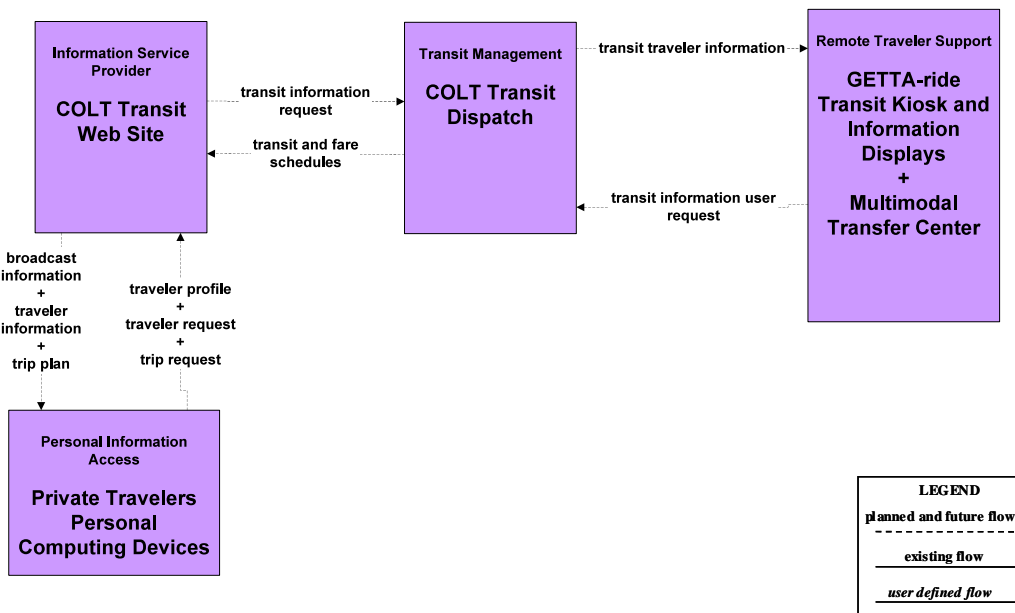 Information Service
Provider
COLT Transit
Web Site
transit information
request
transit and fare
schedules
Transit Management
COLT Transit
Dispatch
transit traveler information
transit information user
request
Remote Traveler Support
GETTA-ride
Transit Kiosk and
Information
Displays
+
Multimodal
Transfer Center
broadcast
information
+
traveler
information
+
trip plan
traveler profile
+
traveler request
+
trip request
Personal Information
Access
Private Travelers
Personal
Computing Devices
LEGEND
planned and future flow
existing flow
user defined flow